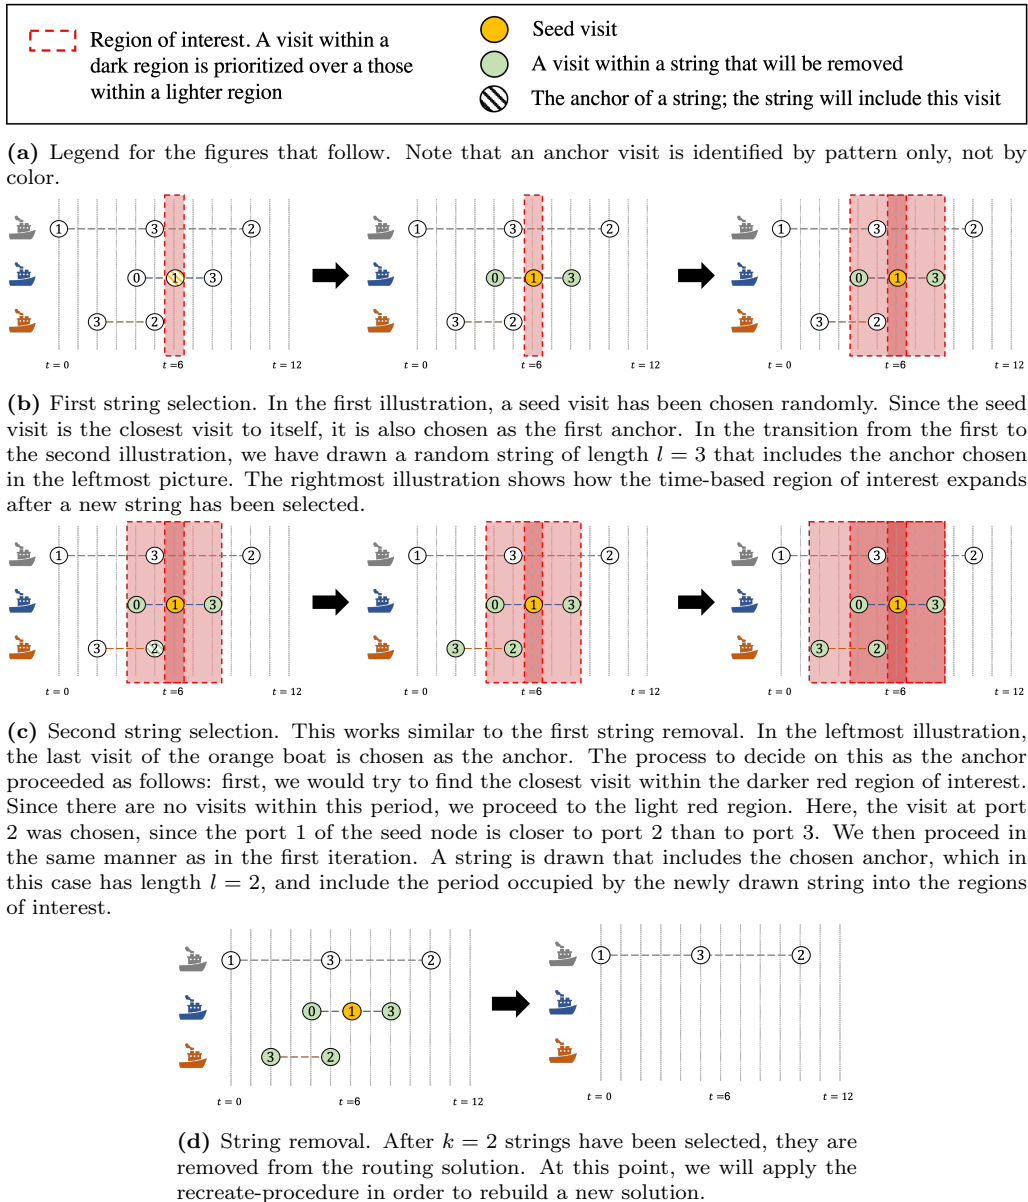 Region of interest. A visit within a
dark region is prioritized over a those
within a lighter region
Seed visit
A visit within a string that will be removed
The anchor of a string; the string will include this visit
(a) Legend for the figures that follow. Note that an anchor visit is identified by pattern only, not by
color.
1 3 2 1 3 2 1 3 2
0 1 3 0 1 3 0 1 3
3 2 3 2 3 2
t = 0 t =6 t = 12 t = 0 t =6 t = 12 t = 0 t =6 t = 12
(b) First string selection. In the first illustration, a seed visit has been chosen randomly. Since the seed
visit is the closest visit to itself, it is also chosen as the first anchor. In the transition from the first to
the second illustration, we have drawn a random string of length l = 3 that includes the anchor chosen
in the leftmost picture. The rightmost illustration shows how the time-based region of interest expands
after a new string has been selected.
1 3 2 1 3 2 1 3 2
0 1 3 0 1 3 0 1 3
3 2 3 2 3 2
t = 0 t =6 t = 12 t = 0 t =6 t = 12 t = 0 t =6 t = 12
(c) Second string selection. This works similar to the first string removal. In the leftmost illustration,
the last visit of the orange boat is chosen as the anchor. The process to decide on this as the anchor
proceeded as follows: first, we would try to find the closest visit within the darker red region of interest.
Since there are no visits within this period, we proceed to the light red region. Here, the visit at port
2 was chosen, since the port 1 of the seed node is closer to port 2 than to port 3. We then proceed in
the same manner as in the first iteration. A string is drawn that includes the chosen anchor, which in
this case has length l = 2, and include the period occupied by the newly drawn string into the regions
of interest.
1 3 2 1 3 2
0 1 3
3 2
t = 0 t =6 t = 12 t = 0 t =6 t = 12
(d) String removal. After k = 2 strings have been selected, they are
removed from the routing solution. At this point, we will apply the
recreate-procedure in order to rebuild a new solution.